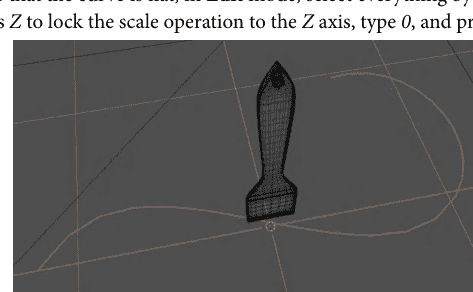 that the curve is flat, in Edit mode, select everything by
Z to lock the scale operation to the Z axis, type 0, and pr